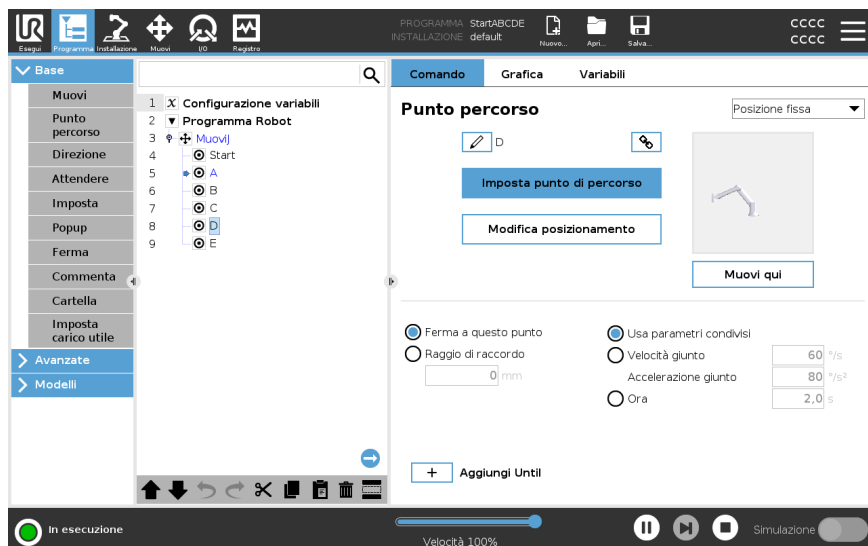 UR
Esegui
Programma
Installazione
Muovi
I/O
Registro
PROGRAMMA StartABCDE
INSTALLAZIONE default
Nuovo...
Apri...
Salva...
CCCC
CCCC
Base
Muovi
Punto
percorso
Direzione
Attendere
Imposta
Popup
Ferma
Commenta
Cartella
Imposta
carico utile
Avanzate
Modelli
1 X Configurazione variabili
2 Programma Robot
3 MuoviJ
4 Start
5 A
6 B
7 C
8 D
9 E
Comando Grafica Variabili
Punto percorso
Posizione fissa
D
Imposta punto di percorso
Modifica posizionamento
Muovi qui
Ferma a questo punto
Raggio di raccordo
0 mm
Usa parametri condivisi
Velocità giunto 60 °/s
Accelerazione giunto 80 °/s²
Ora 2,0 s
+ Aggiungi Until
In esecuzione
Velocità 100%
Simulazione